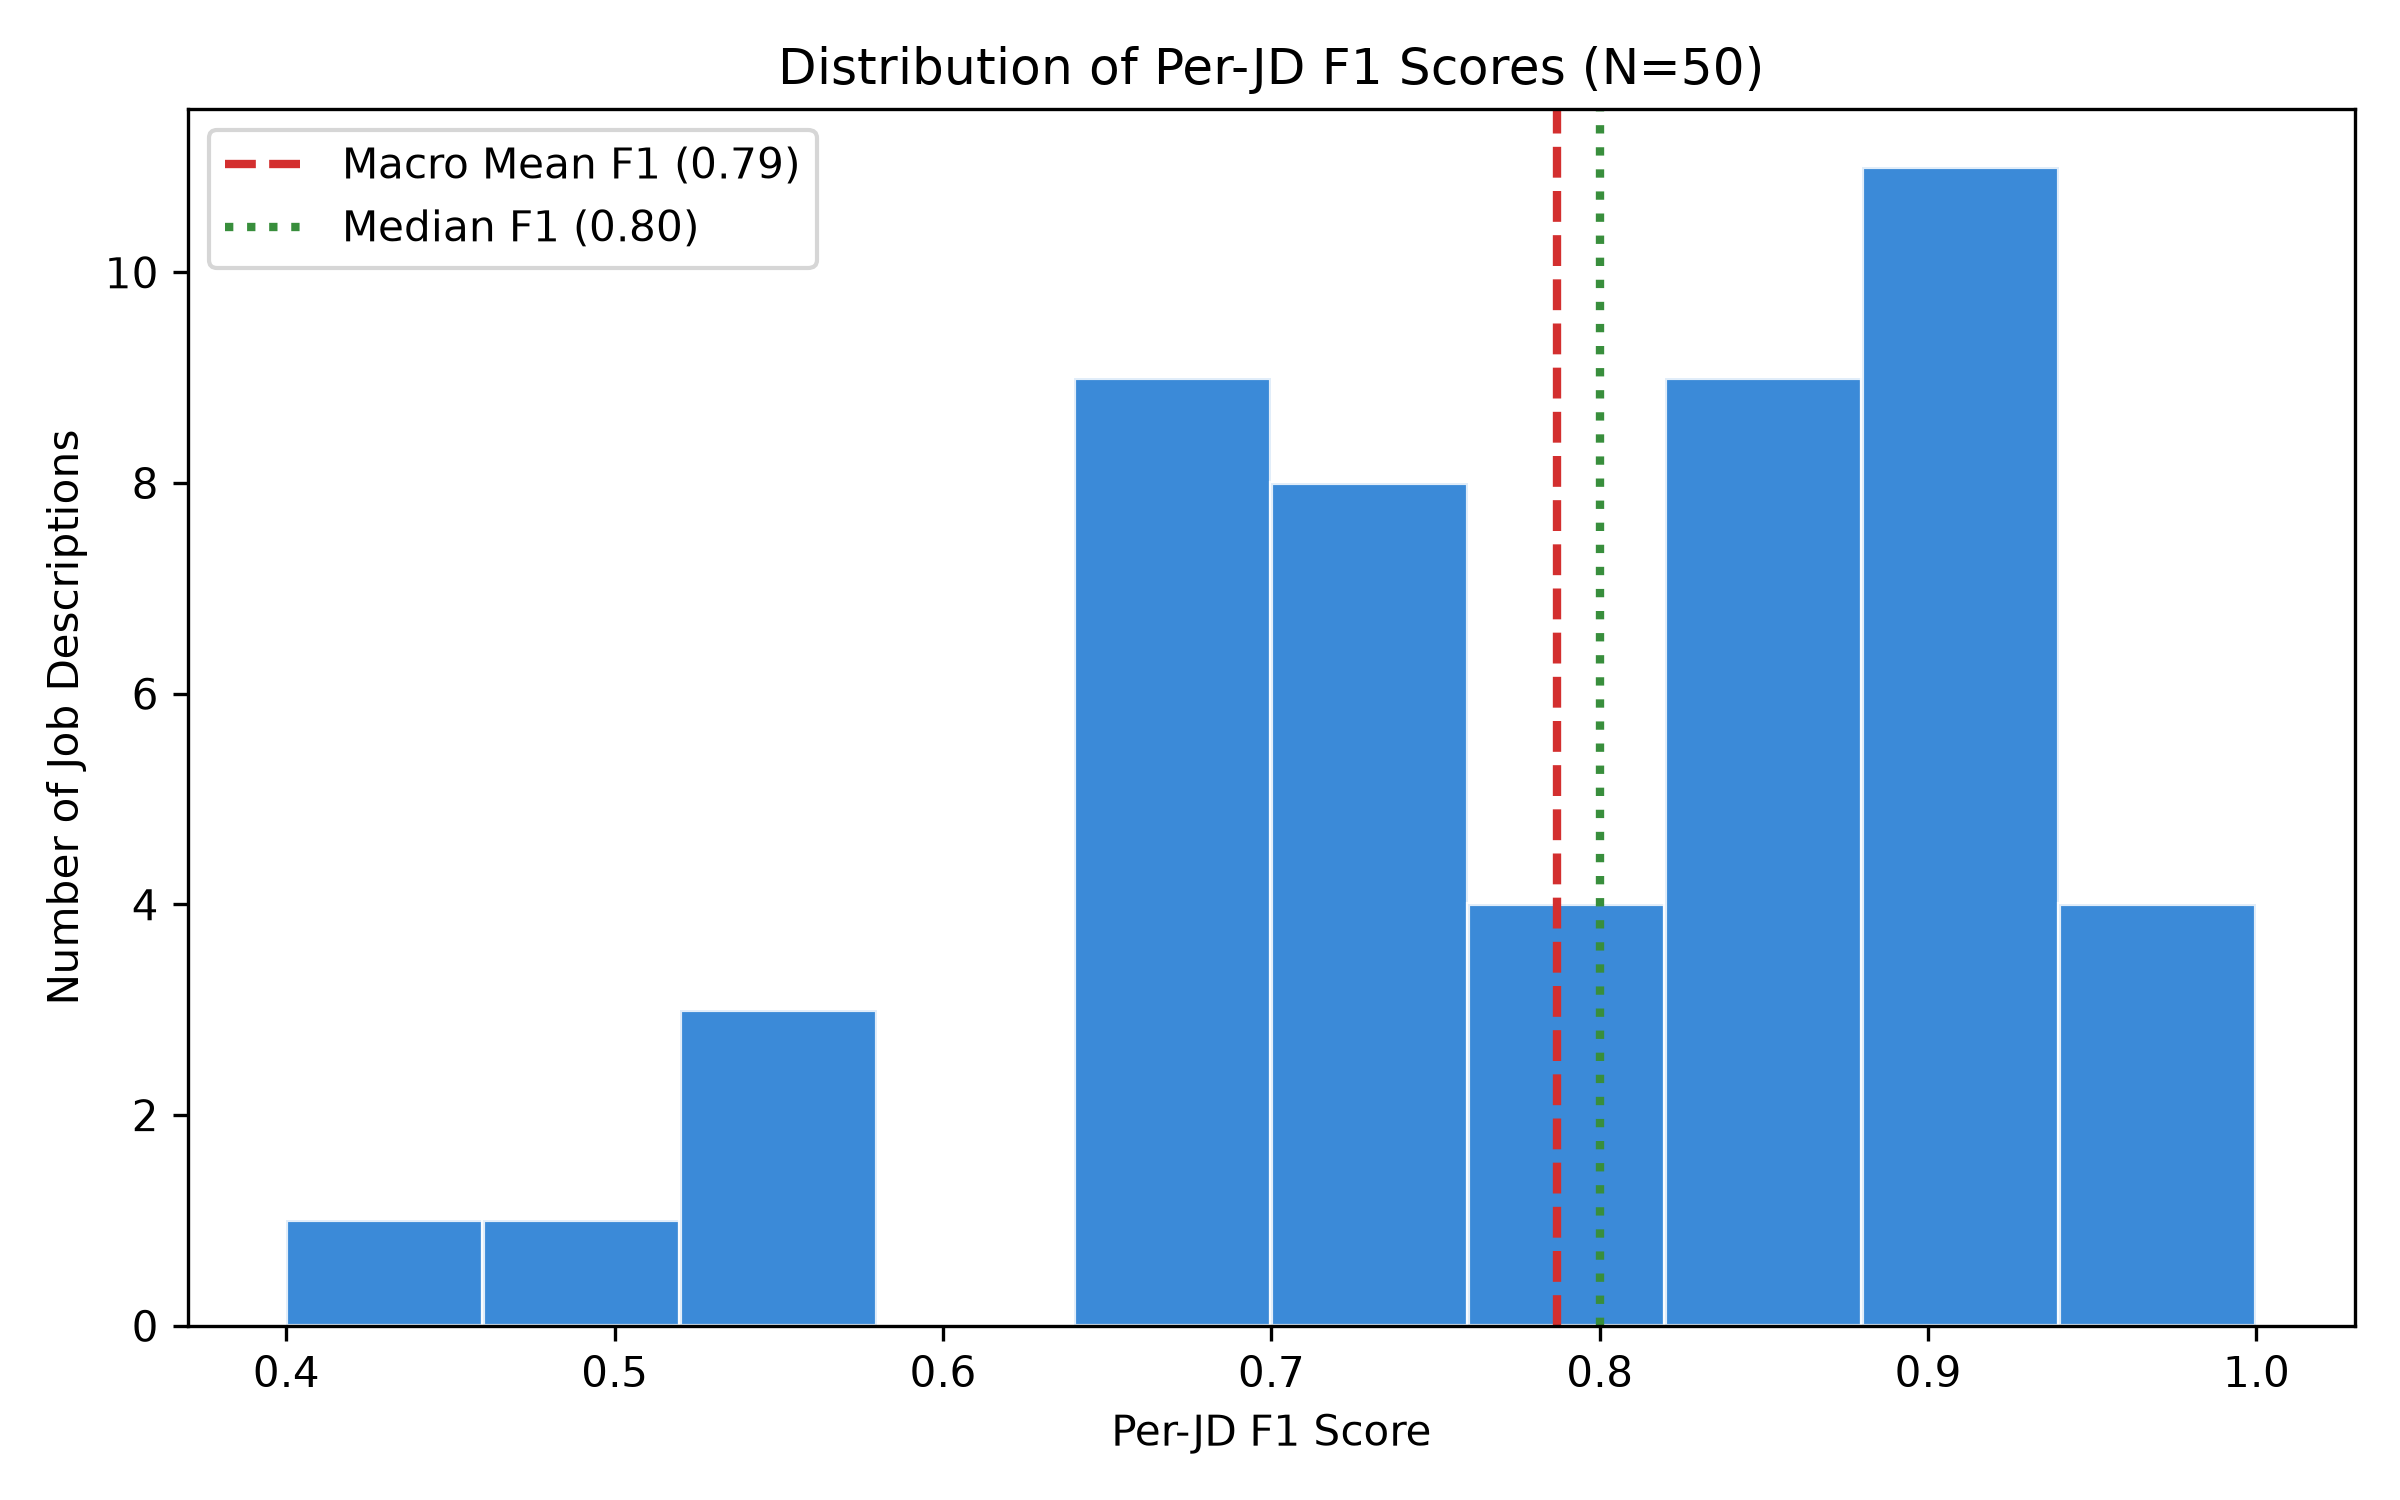 Distribution of Per-JD F1 Scores (N=50)
Macro Mean F1 (0.79)
Median F1 (0.80)
Number of Job Descriptions
10
8
6
4
2
0
0.4 0.5 0.6 0.7 0.8 0.9 1.0
Per-JD F1 Score